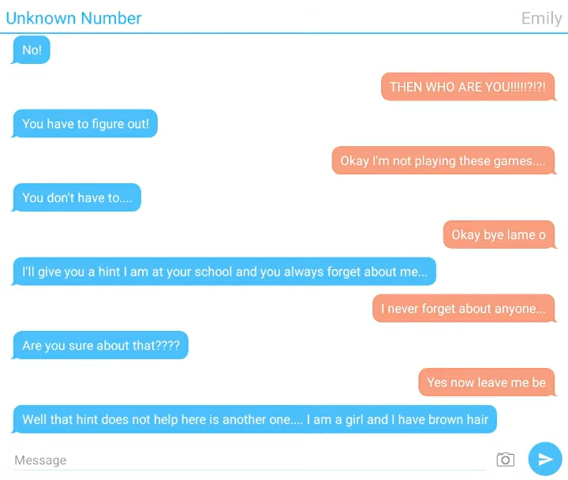 Unknown Number
Emily
No!
THEN WHO ARE YOU!!!!!?!?!
You have to figure out!
Okay I'm not playing these games....
You don't have to....
Okay bye lame o
I'll give you a hint I am at your school and you always forget about me...
I never forget about anyone...
Are you sure about that????
Yes now leave me be
Well that hint does not help here is another one.... I am a girl and I have brown hair
Message